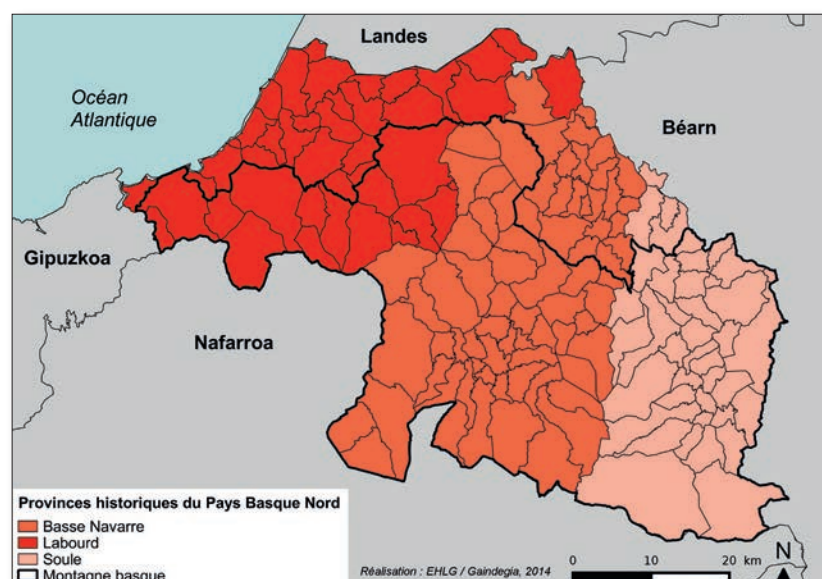 Landes
Océan
Atlantique
Béarn
Gipuzkoa
Nafarroa
Provinces historiques du Pays Basque Nord
Basse Navarre
Labourd
Soule
Montagne basque
Réalisation : EHLG / Gaindegia, 2014
0 10 20 km
N